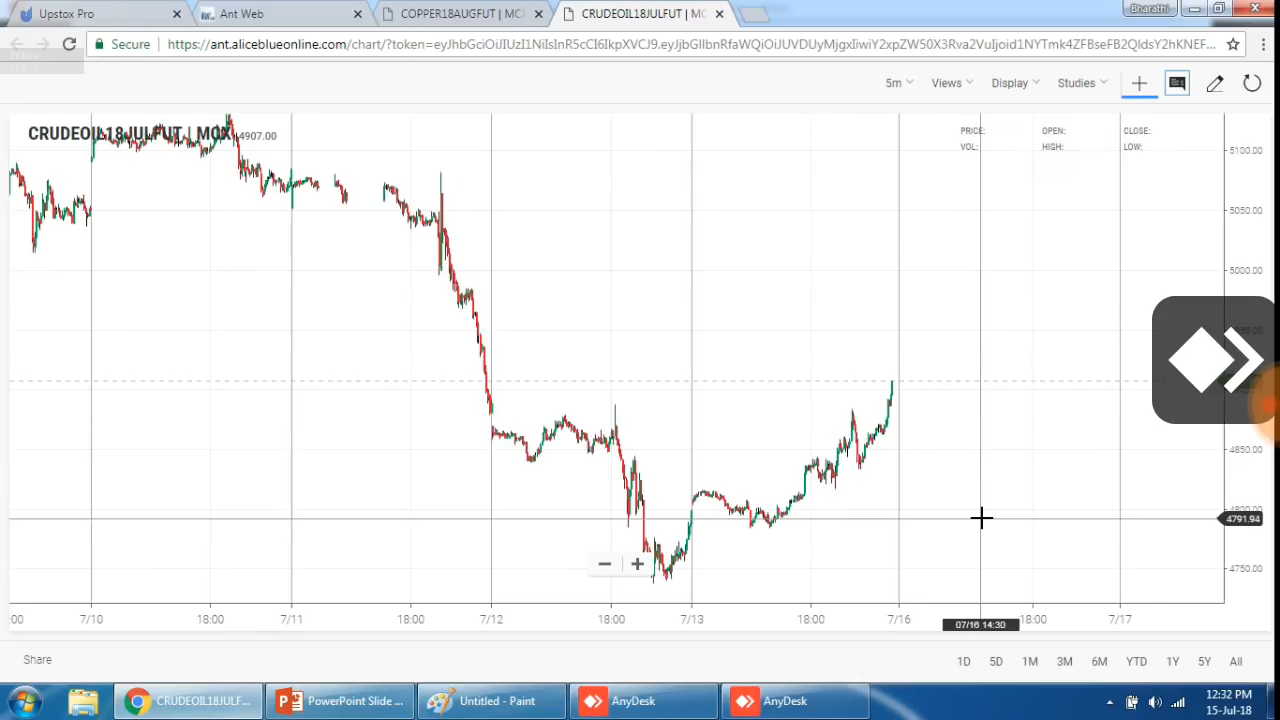 Upstox Pro
Ant Web
COPPER18AUGFUT | MC
CRUDEOIL18JULFUT | MC
Bharathi
Secure
https://ant.aliceblueonline.com/chart/?token=eyJhbGciOiJIUzI1NiIsInR5cCI6IkpXVCJ9.eyJjbGllbnRfaWQiOiJUVDUyMjgxIiwiY2xpZW50X3Rva2VuIjoid1NYTmk4ZFBseFB2QldsY2hKNEF...
5m
Views
Display
Studies
CRUDEOIL18JULFUT | MCX 4907.00
PRICE:
OPEN:
CLOSE:
VOL:
HIGH:
LOW:
5100.00
5050.00
5000.00
4850.00
4800.00
4791.94
4750.00
:00
7/10
18:00
7/11
18:00
7/12
18:00
7/13
18:00
7/16
07/16 14:30
18:00
7/17
Share
1D
5D
1M
3M
6M
YTD
1Y
5Y
All
CRUDEOIL18JULF...
PowerPoint Slide ...
Untitled - Paint
AnyDesk
AnyDesk
12:32 PM
15-Jul-18